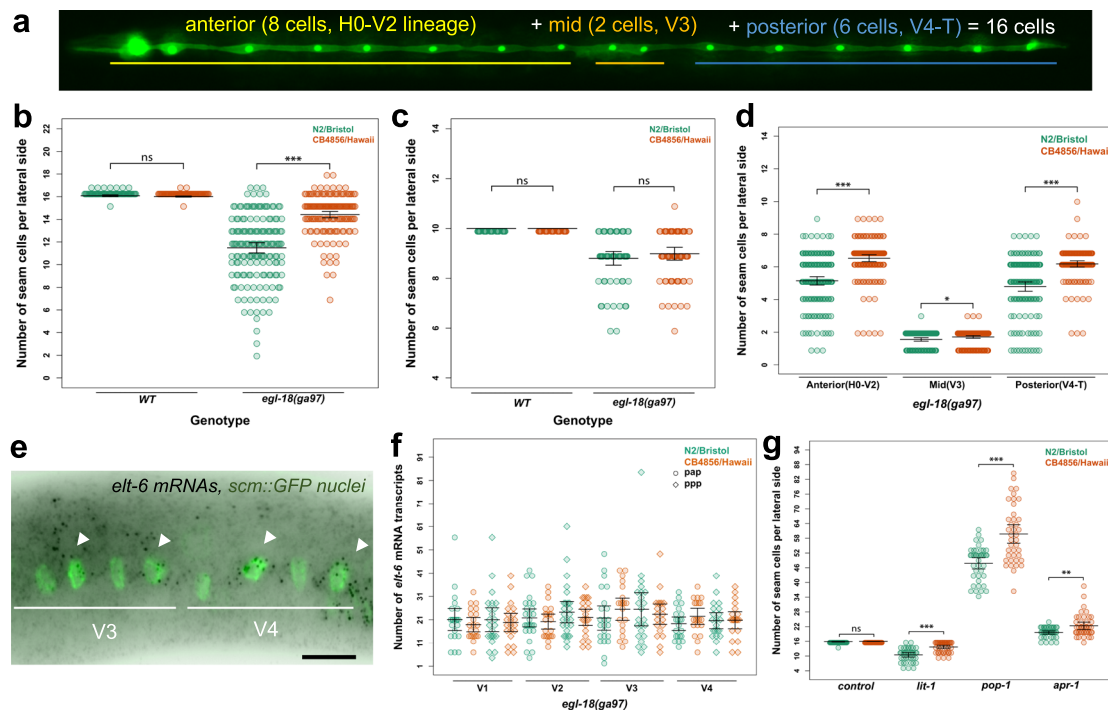 a
anterior (8 cells, H0-V2 lineage) + mid (2 cells, V3) + posterior (6 cells, V4-T) = 16 cells
b
Number of seam cells per lateral side
22
20
18
16
14
12
10
8
6
4
2
0
N2/Bristol
CB4856/Hawaii
ns
***
WT
egl-18(ga97)
Genotype
c
Number of seam cells per lateral side
14
12
10
8
6
4
N2/Bristol
CB4856/Hawaii
ns
ns
WT
egl-18(ga97)
Genotype
d
Number of seam cells per lateral side
14
12
10
8
6
4
2
0
N2/Bristol
CB4856/Hawaii
***
*
***
Anterior(H0-V2)
Mid(V3)
Posterior(V4-T)
egl-18(ga97)
e
elt-6 mRNAs, scm::GFP nuclei
V3
V4
f
Number of elt-6 mRNA transcripts
91
81
71
61
51
41
31
21
11
1
N2/Bristol
CB4856/Hawaii
pap
ppp
V1
V2
V3
V4
egl-18(ga97)
g
Number of seam cells per lateral side
94
88
82
76
70
64
58
52
46
40
34
28
22
16
10
4
N2/Bristol
CB4856/Hawaii
ns
***
***
**
control
lit-1
pop-1
apr-1